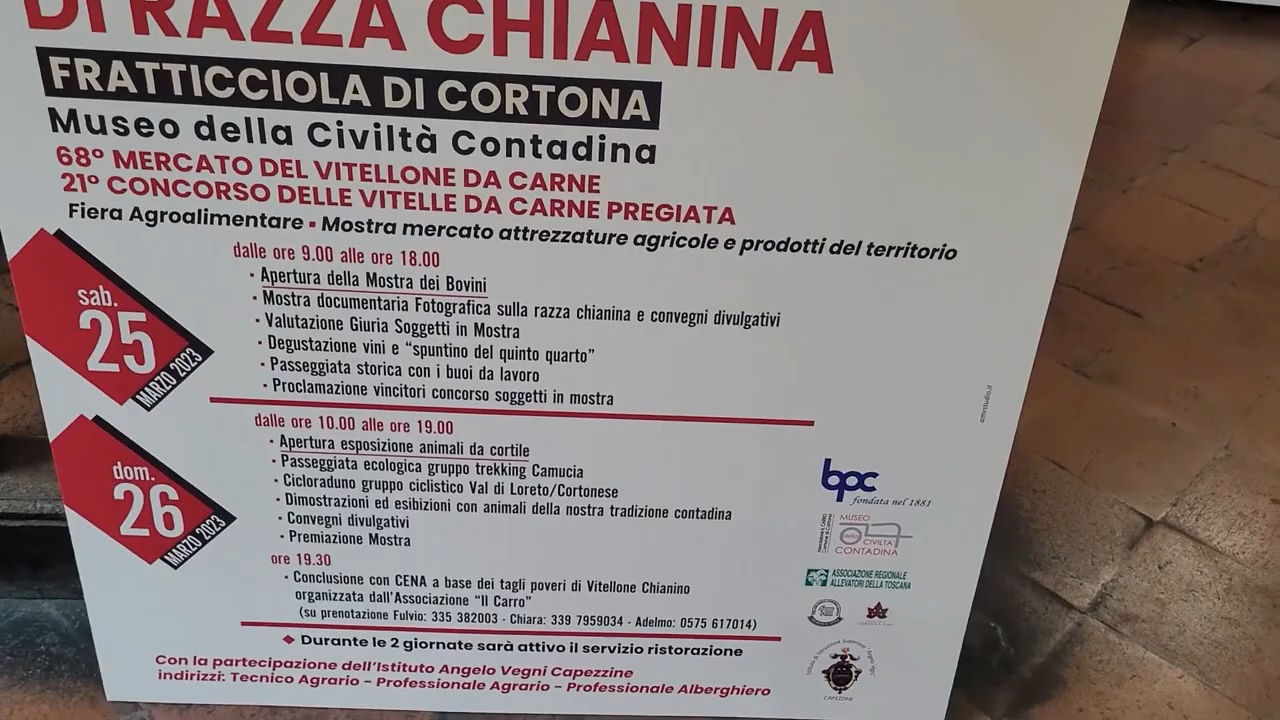 DI RAZZA CHIANINA
FRATTICCIOLA DI CORTONA
Museo della Civiltà Contadina
68° MERCATO DEL VITELLONE DA CARNE
21° CONCORSO DELLE VITELLE DA CARNE PREGIATA
Fiera Agroalimentare ▪ Mostra mercato attrezzature agricole e prodotti del territorio
sab.
25
MARZO 2023
dalle ore 9.00 alle ore 18.00
▪ Apertura della Mostra dei Bovini
▪ Mostra documentaria Fotografica sulla razza chianina e convegni divulgativi
▪ Valutazione Giuria Soggetti in Mostra
▪ Degustazione vini e “spuntino del quinto quarto”
▪ Passeggiata storica con i buoi da lavoro
▪ Proclamazione vincitori concorso soggetti in mostra
dom.
26
MARZO 2023
dalle ore 10.00 alle ore 19.00
▪ Apertura esposizione animali da cortile
▪ Passeggiata ecologica gruppo trekking Camucia
▪ Cicloraduno gruppo ciclistico Val di Loreto/Cortonese
▪ Dimostrazioni ed esibizioni con animali della nostra tradizione contadina
▪ Convegni divulgativi
▪ Premiazione Mostra
ore 19.30
▪ Conclusione con CENA a base dei tagli poveri di Vitellone Chianino
organizzata dall'Associazione “Il Carro”
(su prenotazione Fulvio: 335 382003 - Chiara: 339 7959034 - Adelmo: 0575 617014)
◆ Durante le 2 giornate sarà attivo il servizio ristorazione
Con la partecipazione dell'Istituto Angelo Vegni Capezzine
indirizzi: Tecnico Agrario – Professionale Agrario – Professionale Alberghiero
bpc
fondata nel 1881
MUSEO
della
CIVILTÀ
CONTADINA
ASSOCIAZIONE REGIONALE
ALLEVATORI DELLA TOSCANA
CAPEZZINE